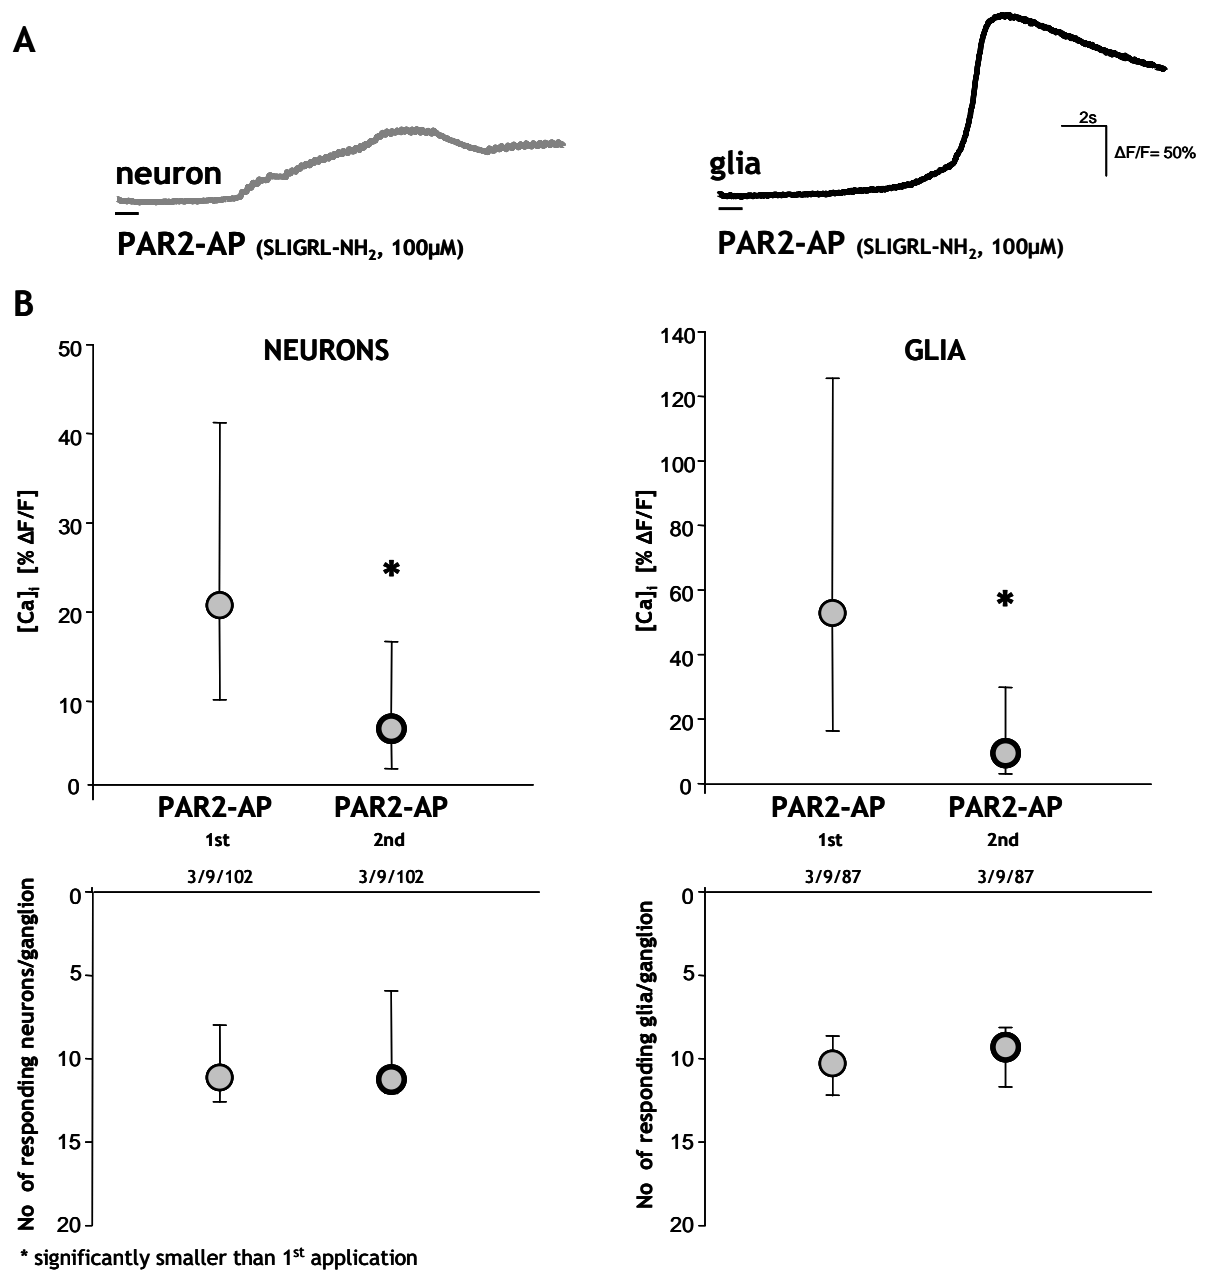 A
neuron
PAR2-AP (SLIGRL-NH₂, 100µM)
glia
2s
ΔF/F= 50%
PAR2-AP (SLIGRL-NH₂, 100µM)
B
NEURONS
[Ca]ᵢ [% ΔF/F]
50
40
30
20
10
0
*
PAR2-AP
1st
PAR2-AP
2nd
GLIA
[Ca]ᵢ [% ΔF/F]
140
120
100
80
60
40
20
0
*
PAR2-AP
1st
PAR2-AP
2nd
No of responding neurons/ganglion
3/9/102
3/9/102
0
5
10
15
20
No of responding glia/ganglion
3/9/87
3/9/87
0
5
10
15
20
* significantly smaller than 1ˢᵗ application